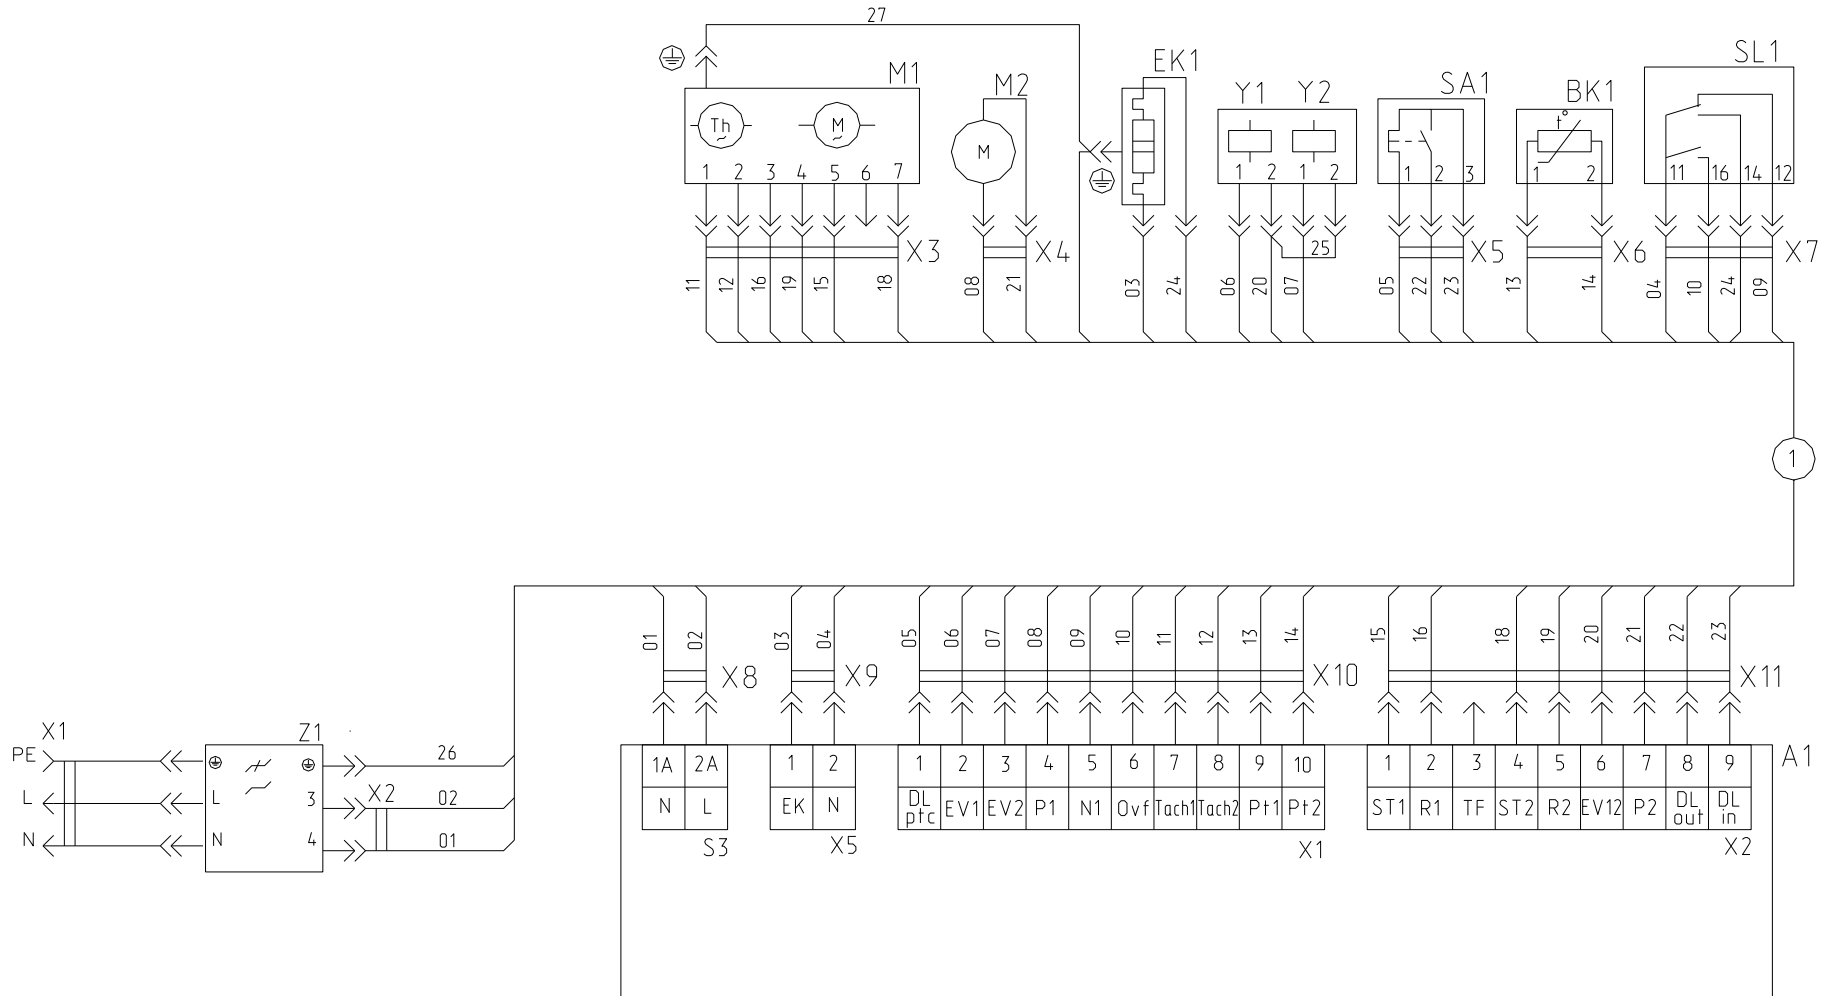 27
M1
M2
EK1
Y1 Y2
SA1
BK1
SL1
Th
M
M
t°
1 2 3 4 5 6 7
1 2 1 2
1 2 3
1 2
11 16 14 12
X3
X4
25
X5
X6
X7
11 12 16 19 15 18
08 21
03 24
06 20 07
05 22 23
13 14
04 10 24 09
1
01 02
03 04
05 06 07 08 09 10 11 12 13 14
15 16 18 19 20 21 22 23
X8
X9
X10
X11
X1
PE
L
N
Z1
L
N
3
4
X2
26
02
01
A1
1A 2A
N L
S3
1 2
EK N
X5
1 2 3 4 5 6 7 8 9 10
DL ptc EV1 EV2 P1 N1 Ovf Tach1 Tach2 Pt1 Pt2
X1
1 2 3 4 5 6 7 8 9
ST1 R1 TF ST2 R2 EV12 P2 DL out DL in
X2